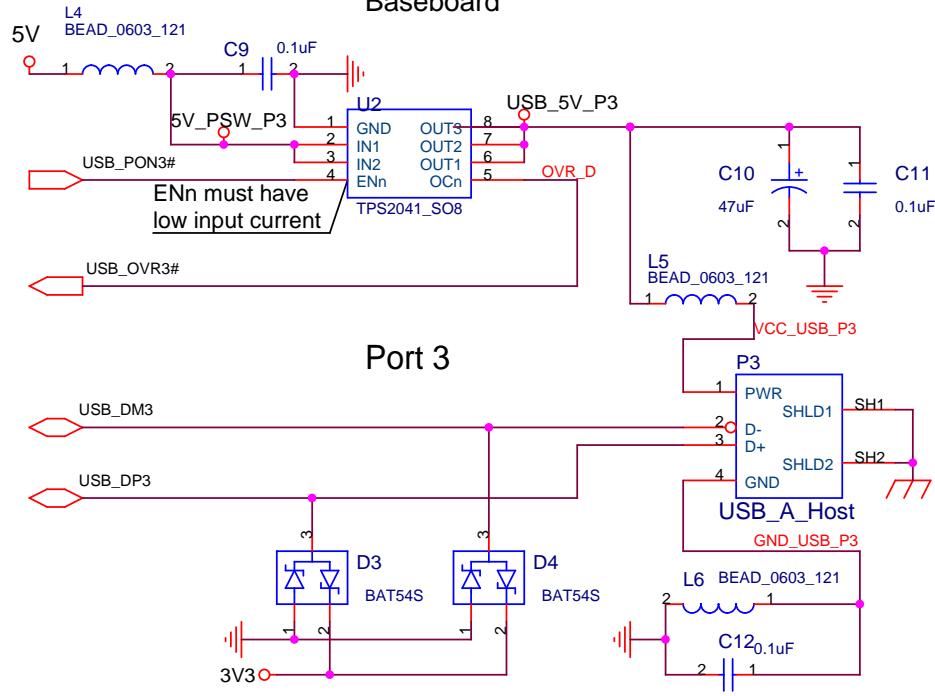 Baseboard
L4
BEAD_0603_121
5V
1
2
C9
0.1uF
1
2
U2
5V_PSW_P3
USB_5V_P3
1
GND
OUT3
8
2
IN1
OUT2
7
3
IN2
OUT1
6
4
ENn
OCn
5
TPS2041_SO8
OVR_D
USB_PON3#
ENn must have
low input current
USB_OVR3#
1
C10
47uF
+
2
1
C11
0.1uF
2
L5
BEAD_0603_121
1
2
VCC_USB_P3
Port 3
P3
1
PWR
2
D-
3
D+
4
GND
SHLD1
SH1
SHLD2
SH2
USB_A_Host
GND_USB_P3
USB_DM3
USB_DP3
3
D3
BAT54S
1
2
3
D4
BAT54S
1
2
3V3
L6
BEAD_0603_121
2
1
C12
0.1uF
2
1